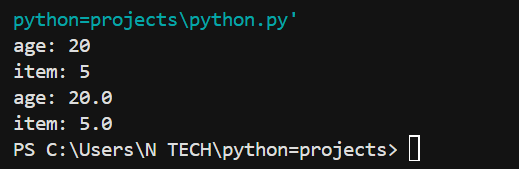 python=projects\python.py'
age: 20
item: 5
age: 20.0
item: 5.0
PS C:\Users\N TECH\python=projects>